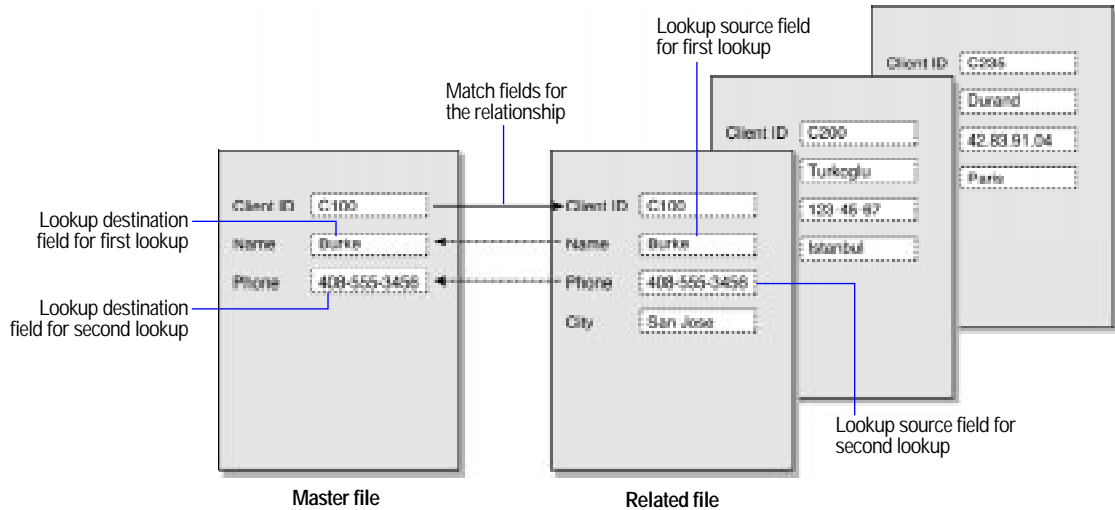 Lookup source field
for first lookup
Match fields for
the relationship
Client ID C235
Durand
42.83.91.04
Paris
Client ID C200
Turkoglu
123-45-67
Istanbul
Lookup destination
field for first lookup
Client ID C100
Name Burke
Phone 408-555-3456
Lookup destination
field for second lookup
Client ID C100
Name Burke
Phone 408-555-3456
City San Jose
Lookup source field for
second lookup
Master file
Related file